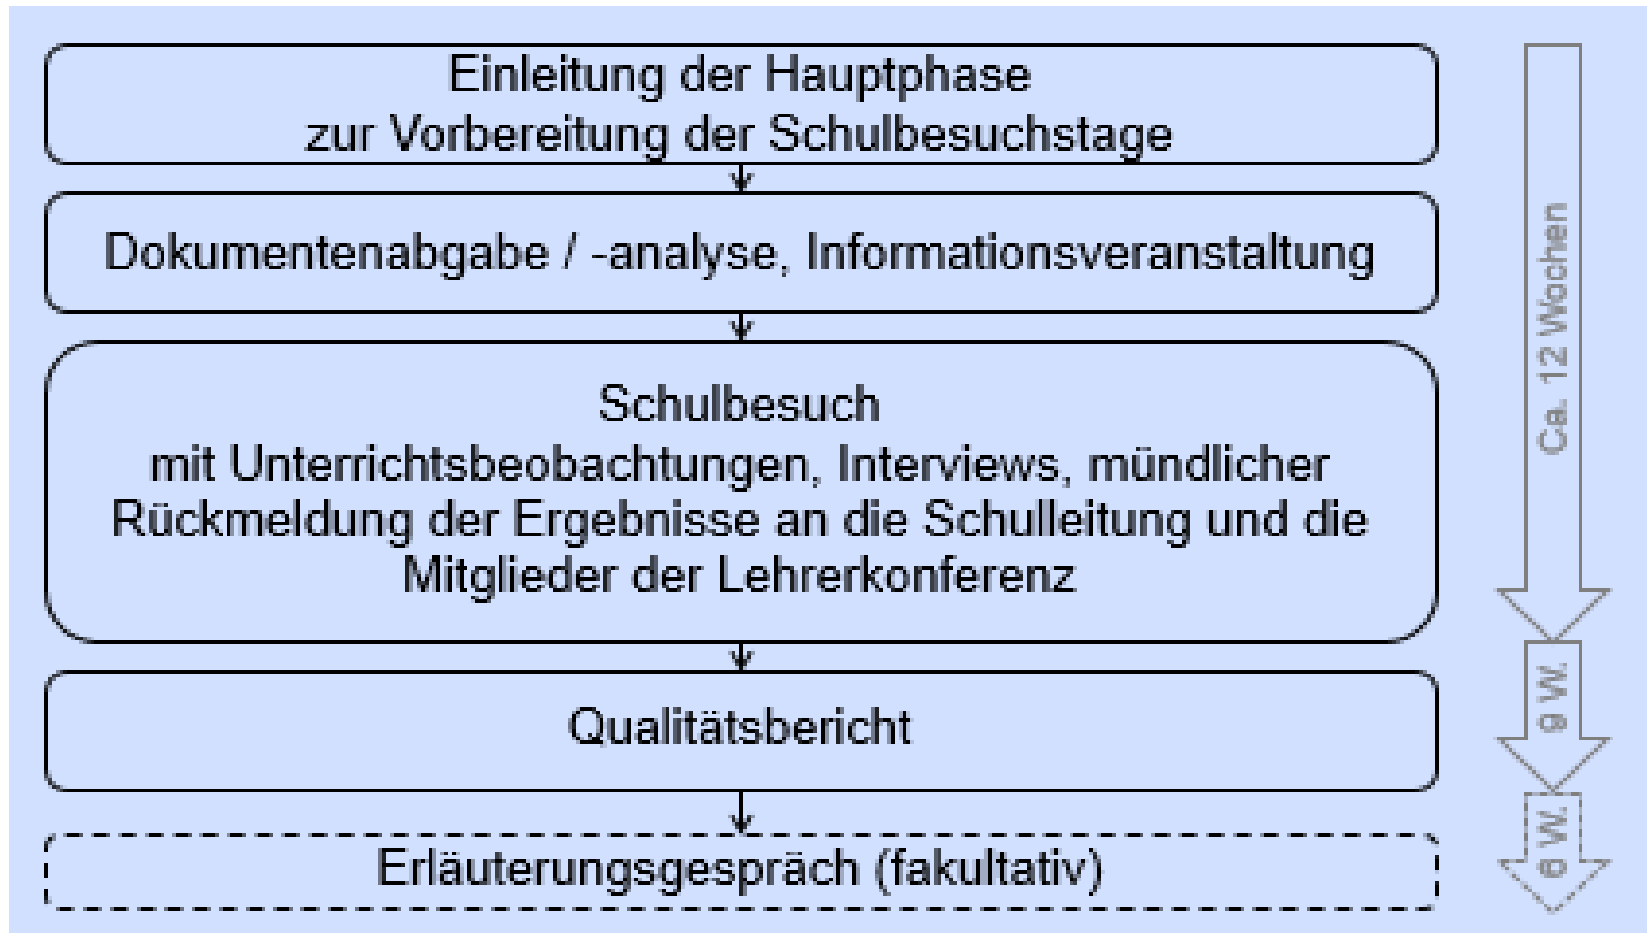 Einleitung der Hauptphase
zur Vorbereitung der Schulbesuchstage
Dokumentenabgabe / -analyse, Informationsveranstaltung
Schulbesuch
mit Unterrichtsbeobachtungen, Interviews, mündlicher
Rückmeldung der Ergebnisse an die Schulleitung und die
Mitglieder der Lehrerkonferenz
Qualitätsbericht
Erläuterungsgespräch (fakultativ)
Ca. 12 Wochen
9 W.
6 W.